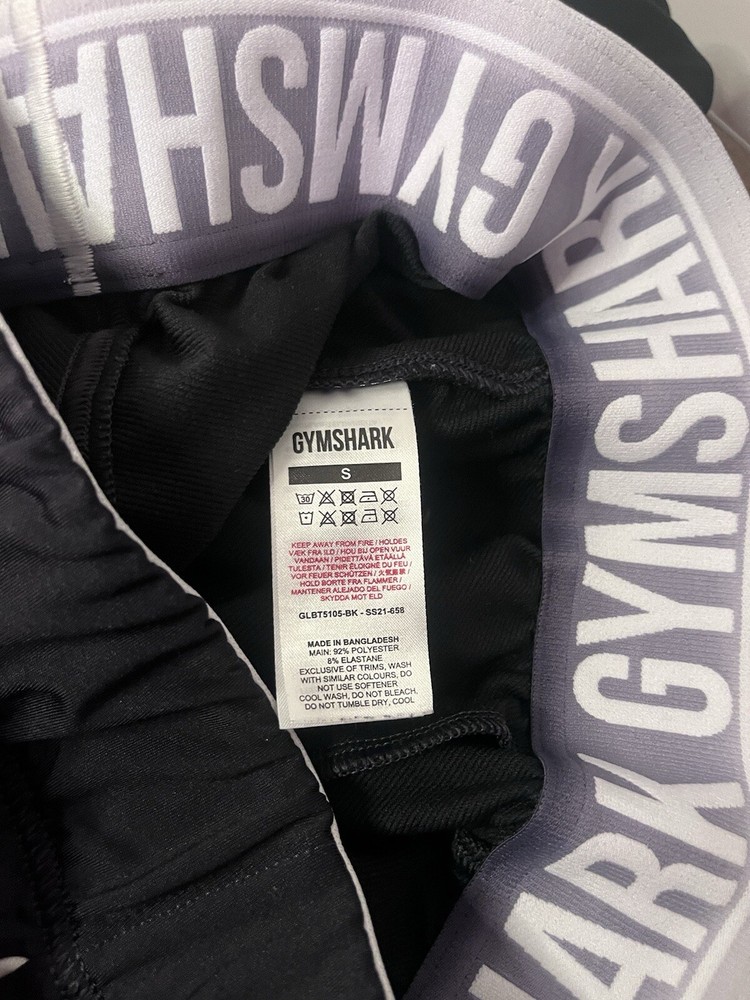 GYMSHARK
GYMSHARK
GYMSHARK
ARK
GYMSHARK
S
30
KEEP AWAY FROM FIRE / HOLDES
VÆK FRA ILD / HOU BIJ OPEN VUUR
VANDAAN / PIDETTÄVÄ ETÄÄLLÄ
TULESTA / TENIR ÉLOIGNÉ DU FEU /
VOR FEUER SCHÜTZEN / 火気厳禁 /
HOLD BORTE FRA FLAMMER /
MANTENER ALEJADO DEL FUEGO /
SKYDDA MOT ELD
GLBT5105-BK - SS21-658
MADE IN BANGLADESH
MAIN: 92% POLYESTER
8% ELASTANE
EXCLUSIVE OF TRIMS, WASH
WITH SIMILAR COLOURS, DO
NOT USE SOFTENER
COOL WASH, DO NOT BLEACH,
DO NOT TUMBLE DRY, COOL